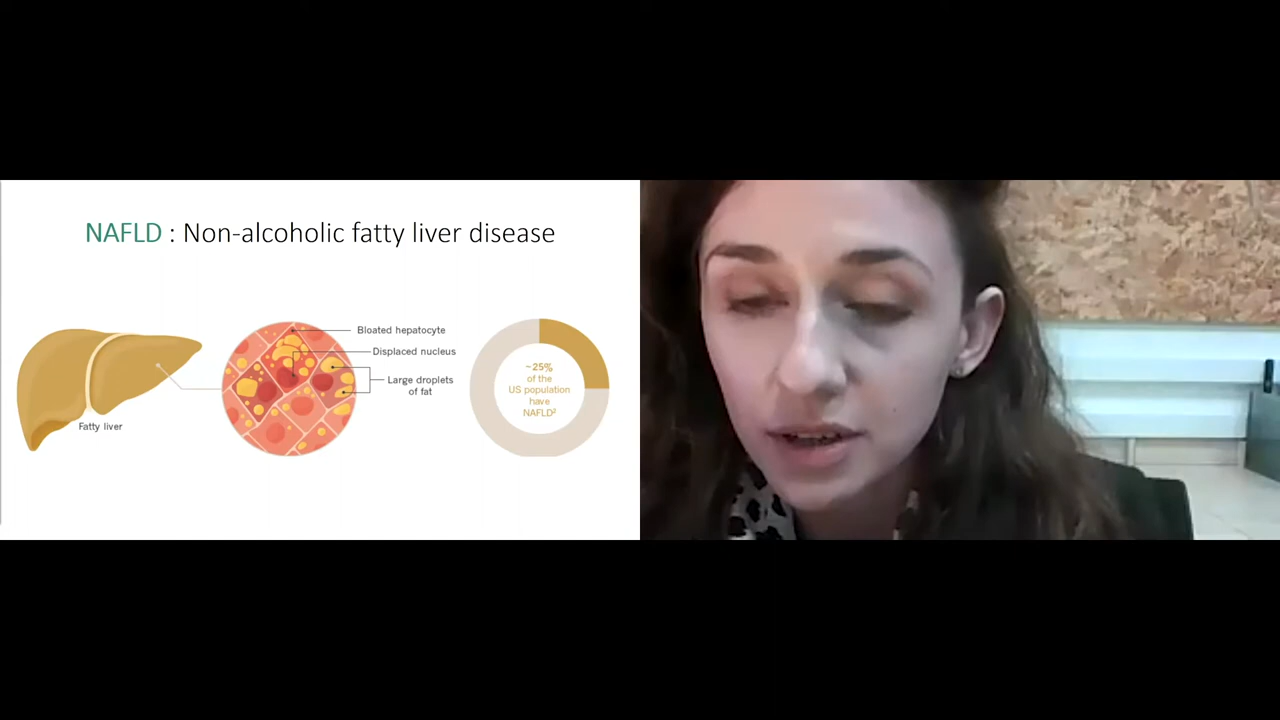 NAFLD : Non-alcoholic fatty liver disease
Fatty liver
Bloated hepatocyte
Displaced nucleus
Large droplets
of fat
~25%
of the
US population
have
NAFLD²